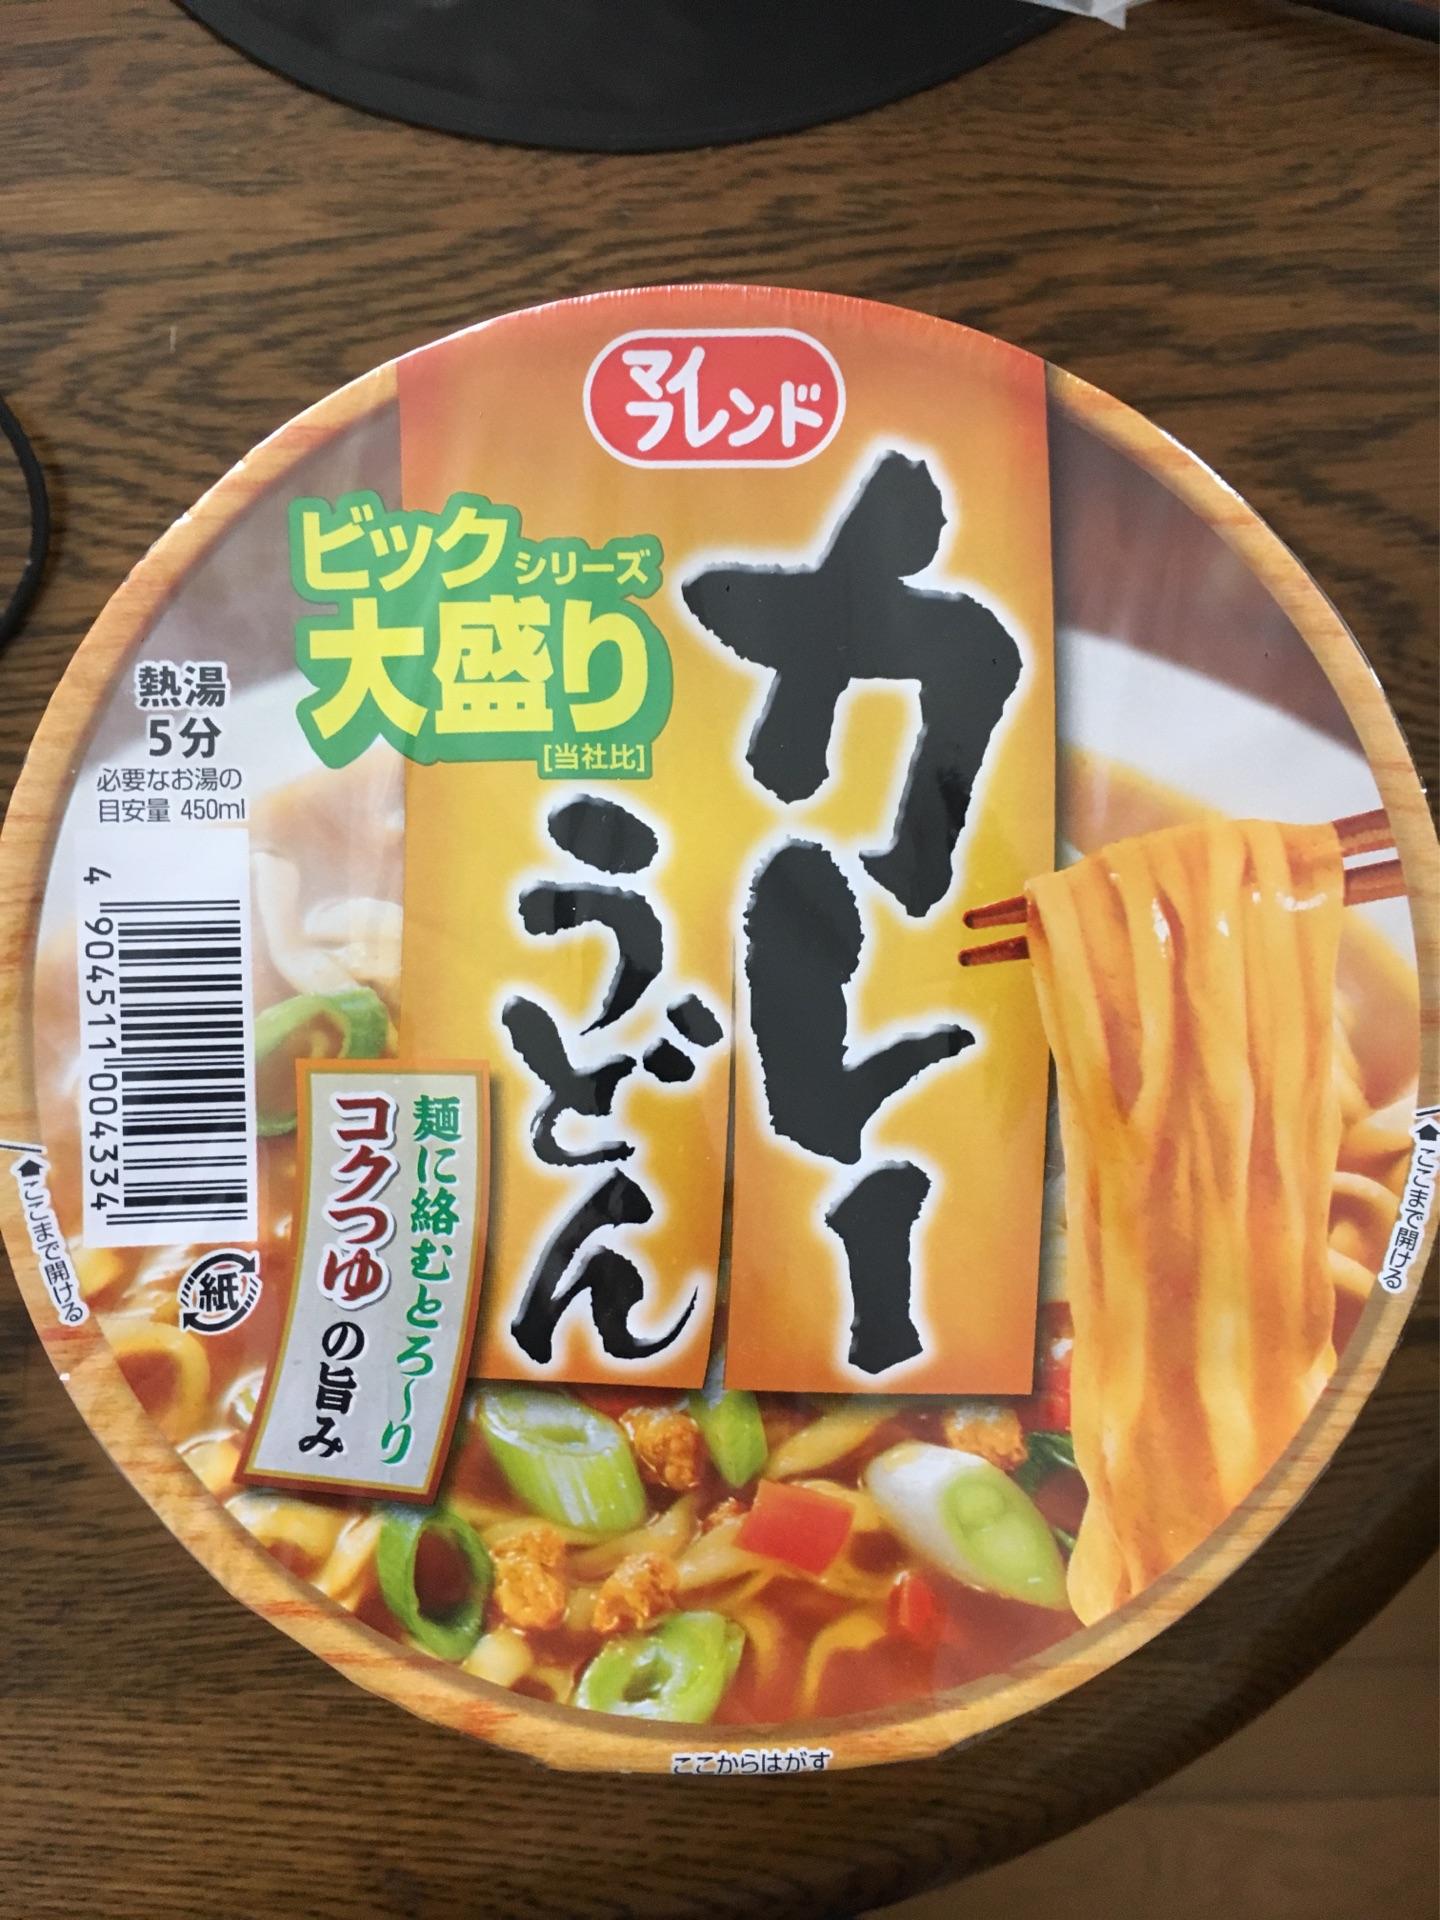 マイ
フレンド
ビックシリーズ
大盛り
[当社比]
カレー
うどん
熱湯
5分
必要なお湯の
目安量 450ml
4 904511 004334
紙
麺に絡むとろ〜り
コクつゆの旨み
ここまで開ける
ここまで開ける
ここからはがす